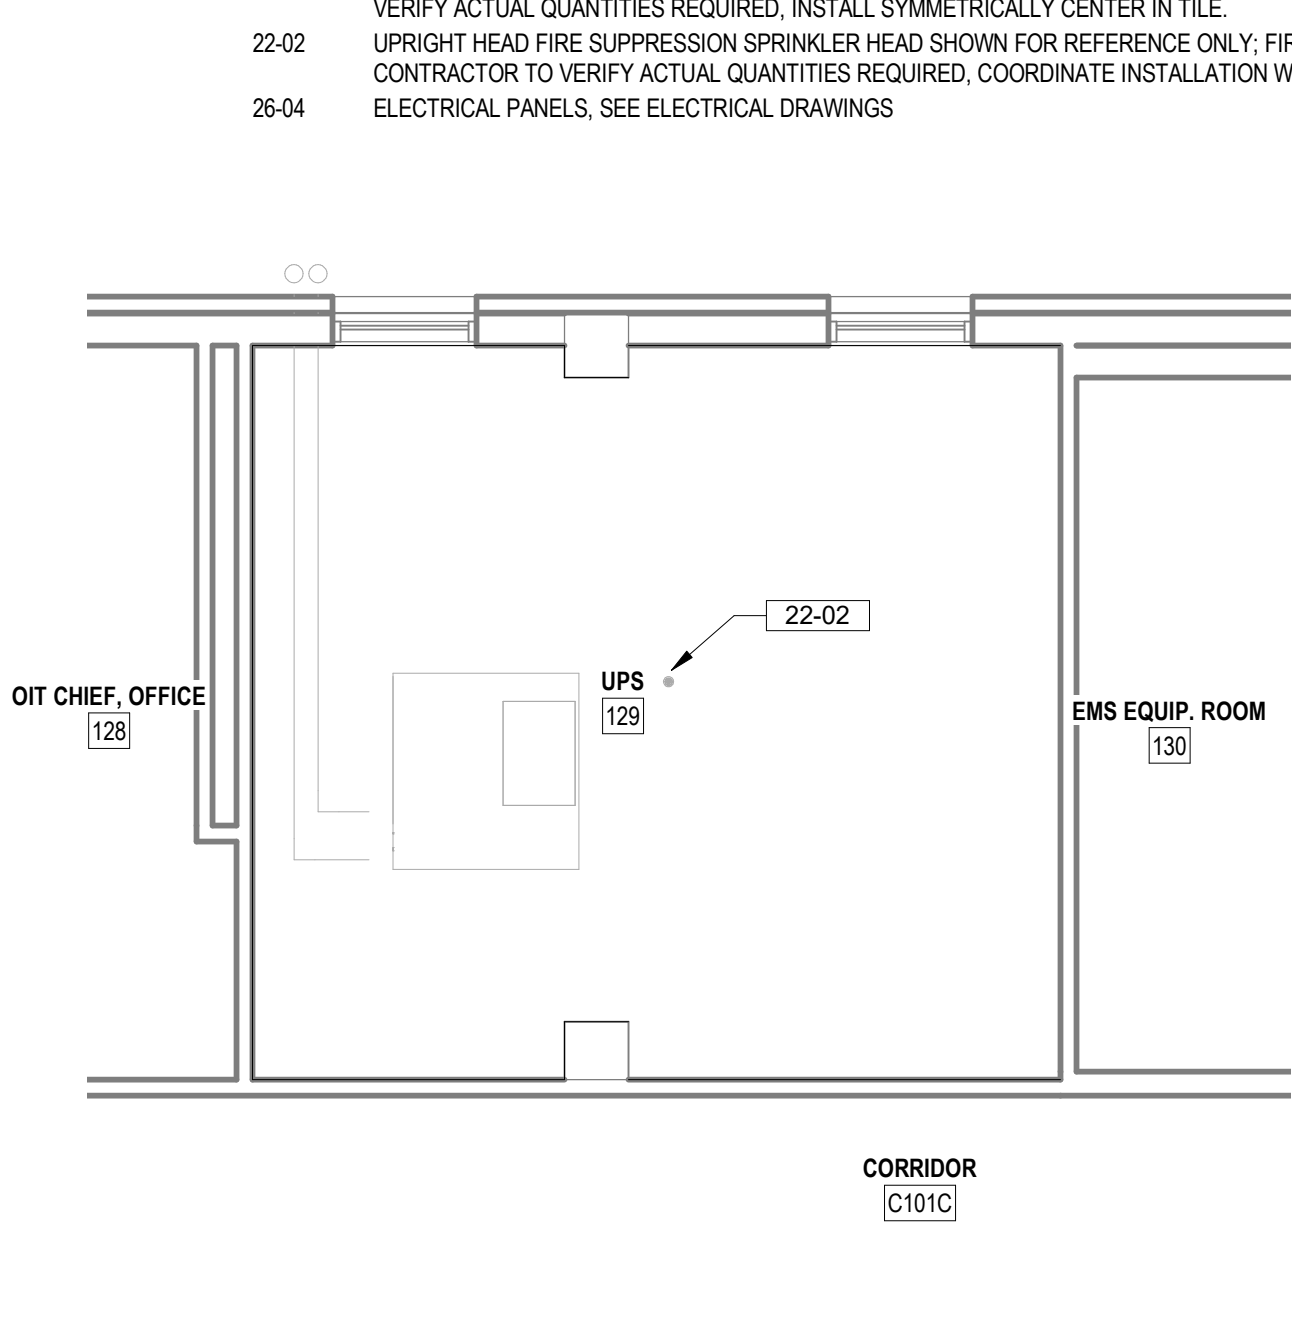 VERIFY ACTUAL QUANTITIES REQUIRED, INSTALL SYMMETRICALLY CENTER IN TILE.
22-02 UPRIGHT HEAD FIRE SUPPRESSION SPRINKLER HEAD SHOWN FOR REFERENCE ONLY;
CONTRACTOR TO VERIFY ACTUAL QUANTITIES REQUIRED, COORDINATE INSTALLATION
26-04 ELECTRICAL PANELS, SEE ELECTRICAL DRAWINGS
22-02
UPS
129
OIT CHIEF, OFFICE
128
EMS EQUIP. ROOM
130
CORRIDOR
C101C